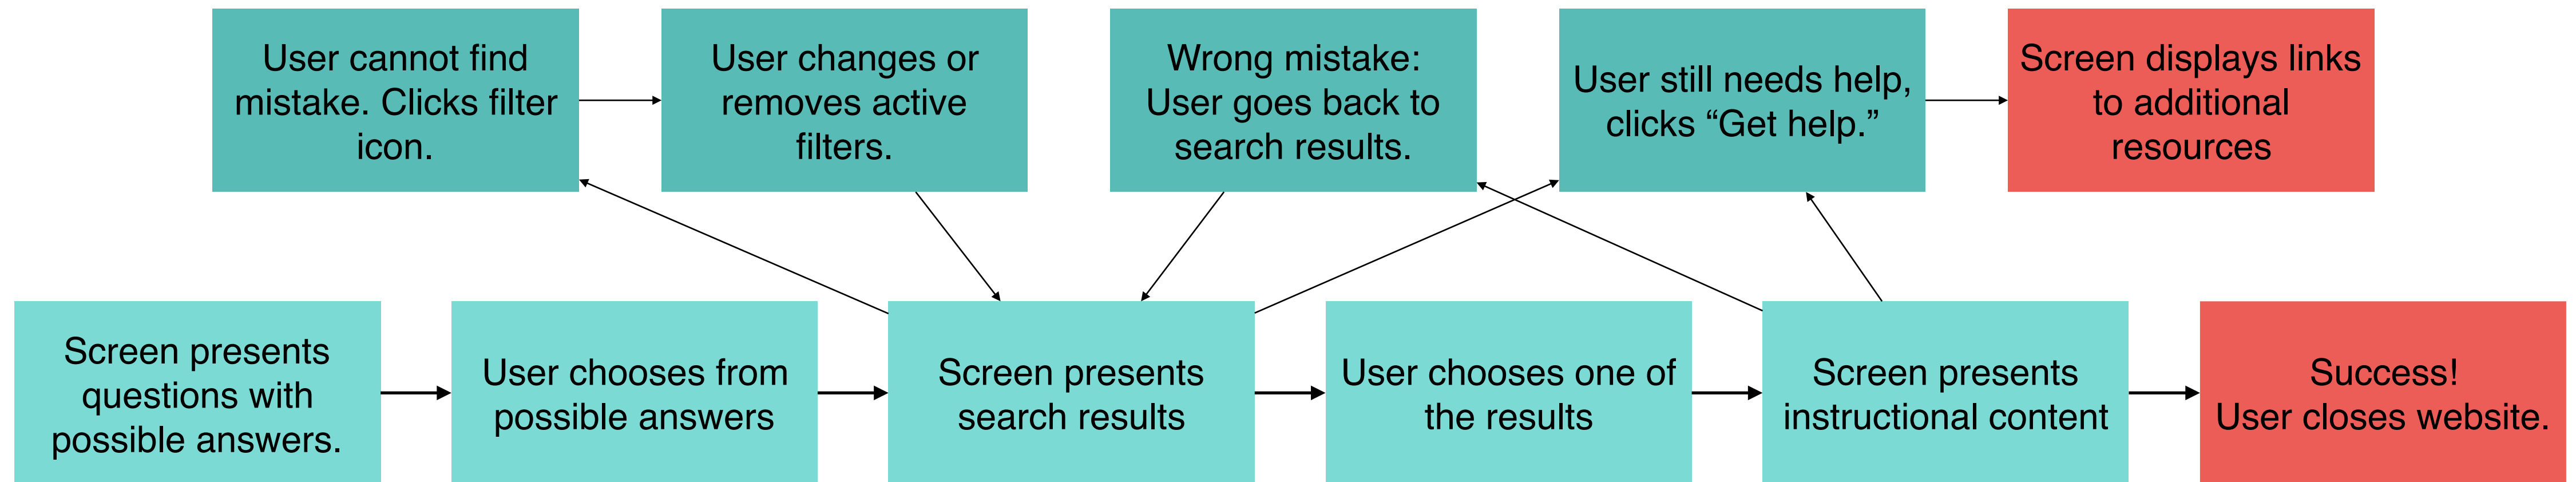 User cannot find
mistake. Clicks filter
icon.
User changes or
removes active
filters.
Wrong mistake:
User goes back to
search results.
User still needs help,
clicks “Get help.”
Screen displays links
to additional
resources
Screen presents
questions with
possible answers.
User chooses from
possible answers
Screen presents
search results
User chooses one of
the results
Screen presents
instructional content
Success!
User closes website.